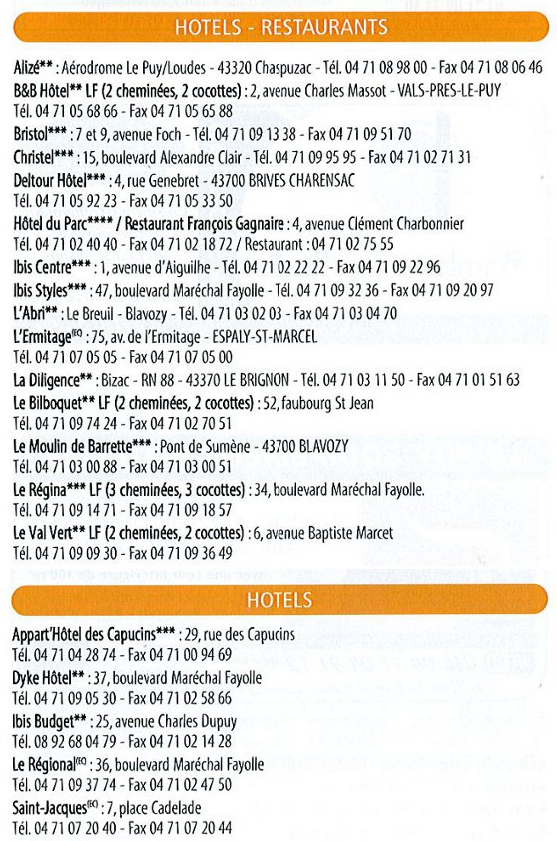 HOTELS - RESTAURANTS
Alizé** : Aérodrome Le Puy/Loudes - 43320 Chaspuzac - Tél. 04 71 08 98 00 - Fax 04 71 08 06 46
B&B Hôtel** LF (2 cheminées, 2 cocottes) : 2, avenue Charles Massot - VALS-PRES-LE-PUY
Tél. 04 71 05 68 66 - Fax 04 71 05 65 88
Bristol*** : 7 et 9, avenue Foch - Tél. 04 71 09 13 38 - Fax 04 71 09 51 70
Christel*** : 15, boulevard Alexandre Clair - Tél. 04 71 09 95 95 - Fax 04 71 02 71 31
Deltour Hôtel*** : 4, rue Genebret - 43700 BRIVES CHARENSAC
Tél. 04 71 05 92 23 - Fax 04 71 05 33 50
Hôtel du Parc**** / Restaurant François Gagnaire : 4, avenue Clément Charbonnier
Tél. 04 71 02 40 40 - Fax 04 71 02 18 72 / Restaurant : 04 71 02 75 55
Ibis Centre*** : 1, avenue d'Aiguilhe - Tél. 04 71 02 22 22 - Fax 04 71 09 22 96
Ibis Styles*** : 47, boulevard Maréchal Fayolle - Tél. 04 71 09 32 36 - Fax 04 71 09 20 97
L'Abri** : Le Breuil - Blavozy - Tél. 04 71 03 02 03 - Fax 04 71 03 04 70
L'Ermitage(EC) : 75, av. de l'Ermitage - ESPALY-ST-MARCEL
Tél. 04 71 07 05 05 - Fax 04 71 07 05 00
La Diligence** : Bizac - RN 88 - 43370 LE BRIGNON - Tél. 04 71 03 11 50 - Fax 04 71 01 51 63
Le Bilboquet** LF (2 cheminées, 2 cocottes) : 52, faubourg St Jean
Tél. 04 71 09 74 24 - Fax 04 71 02 70 51
Le Moulin de Barrette*** : Pont de Sumène - 43700 BLAVOZY
Tél. 04 71 03 00 88 - Fax 04 71 03 00 51
Le Régina*** LF (3 cheminées, 3 cocottes) : 34, boulevard Maréchal Fayolle.
Tél. 04 71 09 14 71 - Fax 04 71 09 18 57
Le Val Vert** LF (2 cheminées, 2 cocottes) : 6, avenue Baptiste Marcet
Tél. 04 71 09 09 30 - Fax 04 71 09 36 49
HOTELS
Appart'Hôtel des Capucins*** : 29, rue des Capucins
Tél. 04 71 04 28 74 - Fax 04 71 00 94 69
Dyke Hôtel** : 37, boulevard Maréchal Fayolle
Tél. 04 71 09 05 30 - Fax 04 71 02 58 66
Ibis Budget** : 25, avenue Charles Dupuy
Tél. 08 92 68 04 79 - Fax 04 71 02 14 28
Le Régional(EC) : 36, boulevard Maréchal Fayolle
Tél. 04 71 09 37 74 - Fax 04 71 02 47 50
Saint-Jacques(EC) : 7, place Cadelade
Tél. 04 71 07 20 40 - Fax 04 71 07 20 44